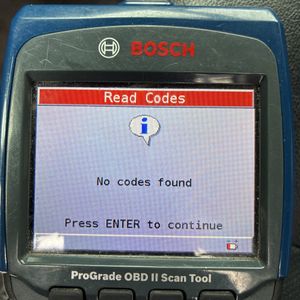 BOSCH
Read Codes
i
No codes found
Press ENTER to continue
ProGrade OBD II Scan Tool